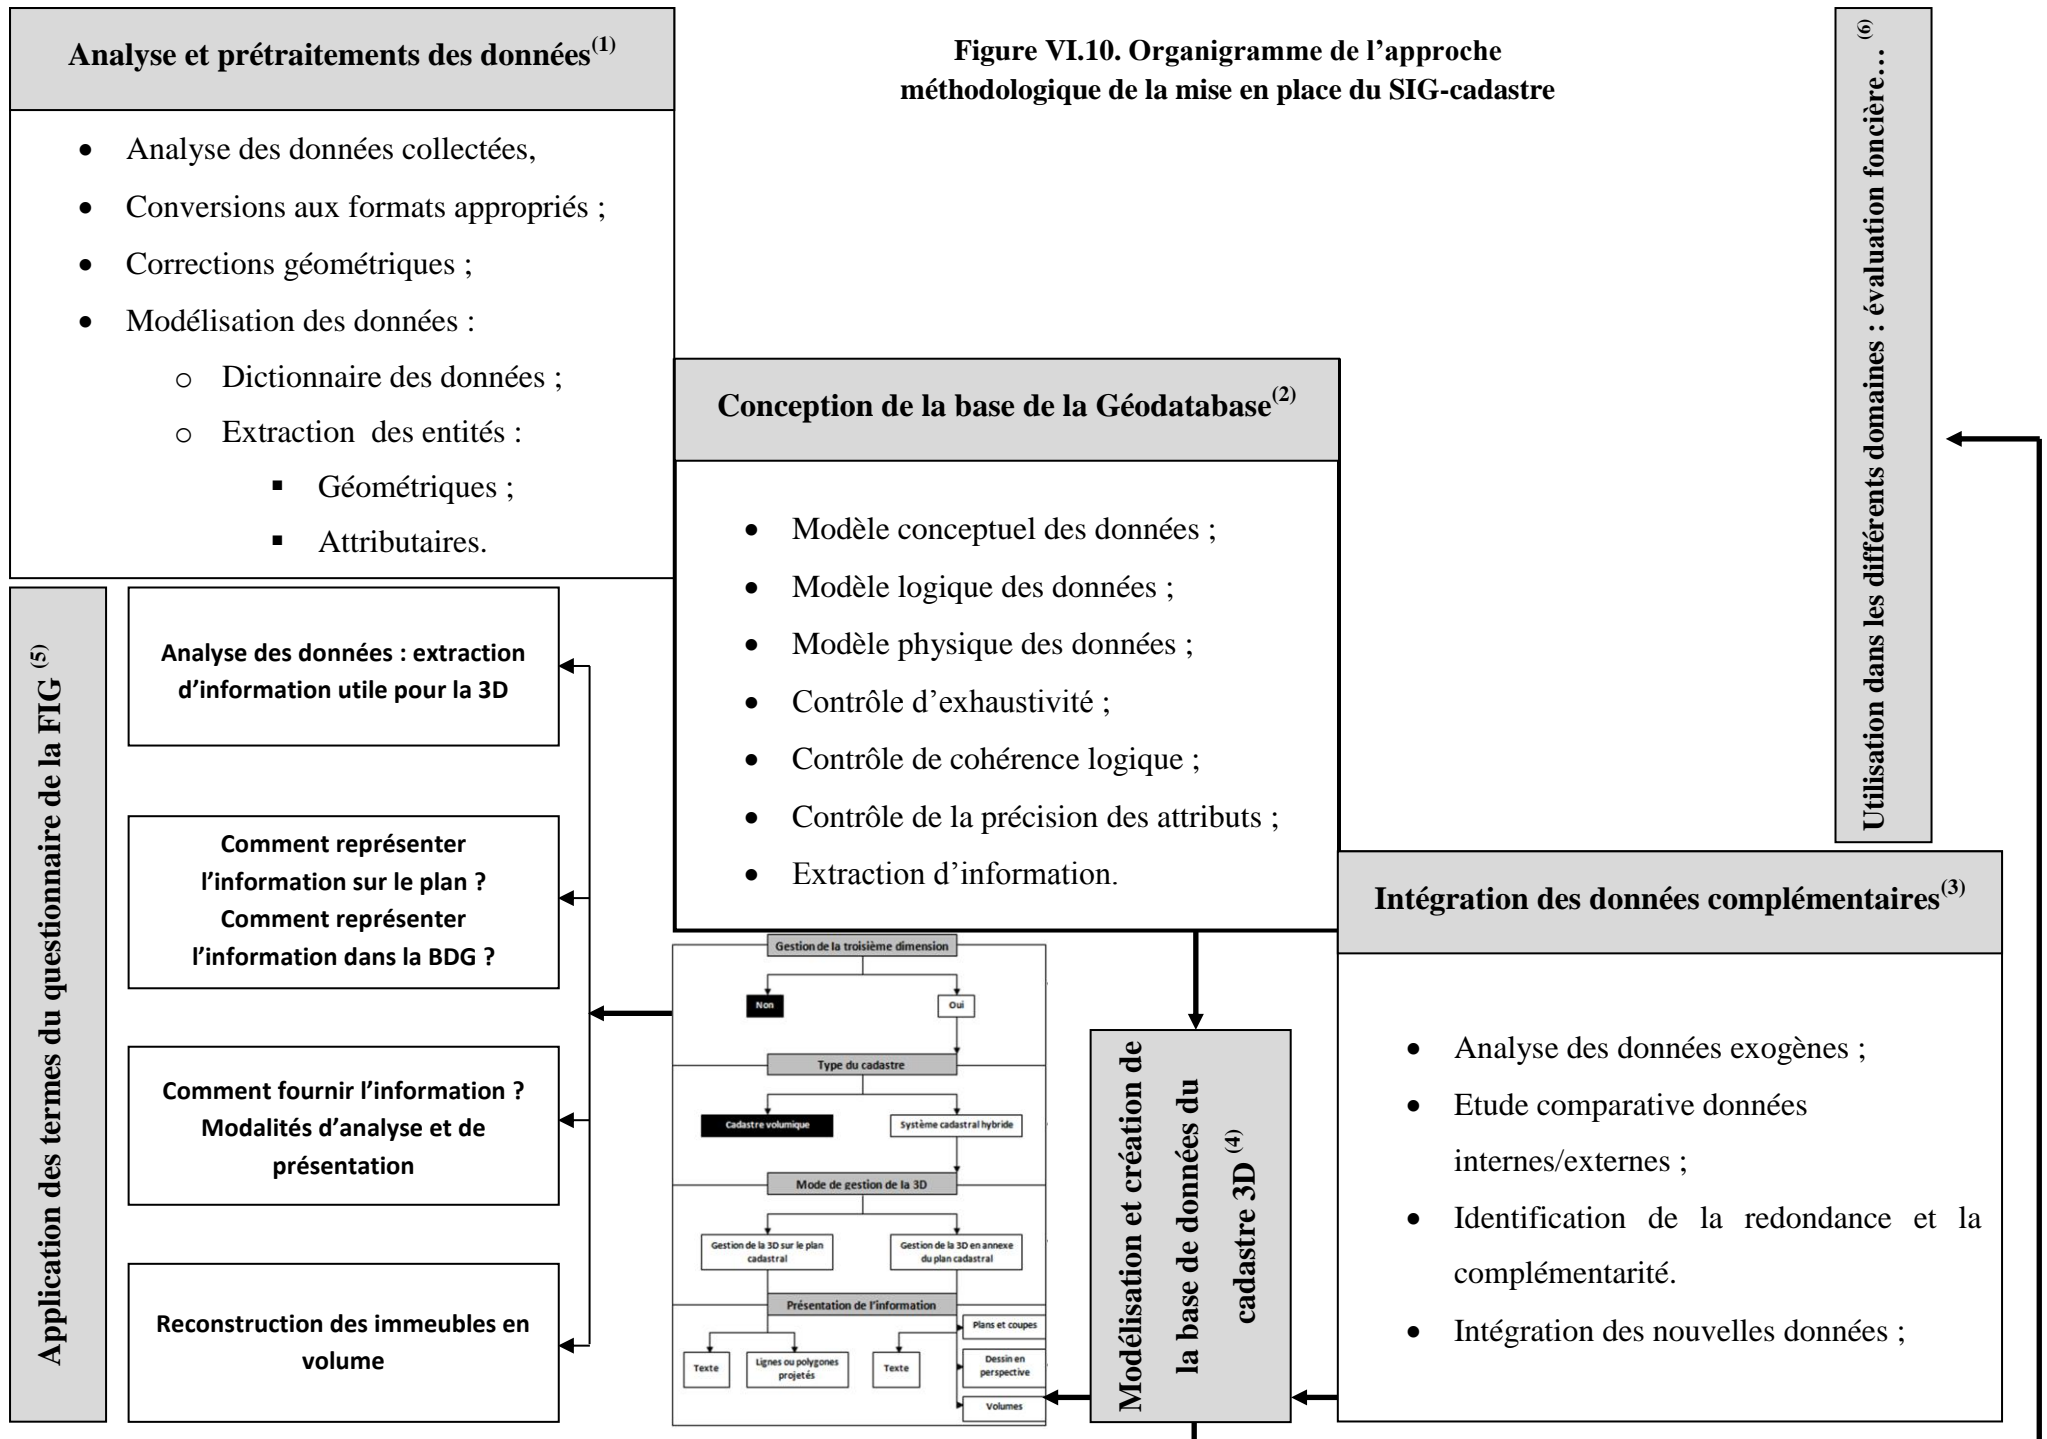 Analyse et prétraitements des données(1)
Figure VI.10. Organigramme de l’approche
méthodologique de la mise en place du SIG-cadastre
• Analyse des données collectées,
• Conversions aux formats appropriés ;
• Corrections géométriques ;
• Modélisation des données :
o Dictionnaire des données ;
o Extraction des entités :
▪ Géométriques ;
▪ Attributaires.
Conception de la base de la Géodatabase(2)
• Modèle conceptuel des données ;
• Modèle logique des données ;
• Modèle physique des données ;
• Contrôle d’exhaustivité ;
• Contrôle de cohérence logique ;
• Contrôle de la précision des attributs ;
• Extraction d’information.
Intégration des données complémentaires(3)
• Analyse des données exogènes ;
• Etude comparative données
internes/externes ;
• Identification de la redondance et la
complémentarité.
• Intégration des nouvelles données ;
Modélisation et création de
la base de données du
cadastre 3D (4)
Gestion de la troisième dimension
Non
Oui
Type du cadastre
Cadastre volumique
Système cadastral hybride
Mode de gestion de la 3D
Gestion de la 3D sur le plan
cadastral
Gestion de la 3D en annexe
du plan cadastral
Présentation de l’information
Texte
Lignes ou polygones
projetés
Texte
Plans et coupes
Dessin en
perspective
Volumes
Application des termes du questionnaire de la FIG (5)
Analyse des données : extraction
d’information utile pour la 3D
Comment représenter
l’information sur le plan ?
Comment représenter
l’information dans la BDG ?
Comment fournir l’information ?
Modalités d’analyse et de
présentation
Reconstruction des immeubles en
volume
Utilisation dans les différents domaines : évaluation foncière… (6)